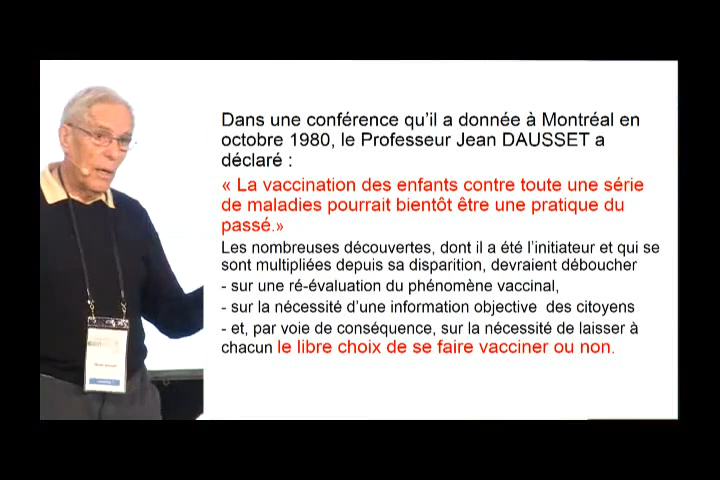 Dans une conférence qu'il a donnée à Montréal en
octobre 1980, le Professeur Jean DAUSSET a
déclaré :
« La vaccination des enfants contre toute une série
de maladies pourrait bientôt être une pratique du
passé.»
Les nombreuses découvertes, dont il a été l'initiateur et qui se
sont multipliées depuis sa disparition, devraient déboucher
- sur une ré-évaluation du phénomène vaccinal,
- sur la nécessité d'une information objective des citoyens
- et, par voie de conséquence, sur la nécessité de laisser à
chacun le libre choix de se faire vacciner ou non.